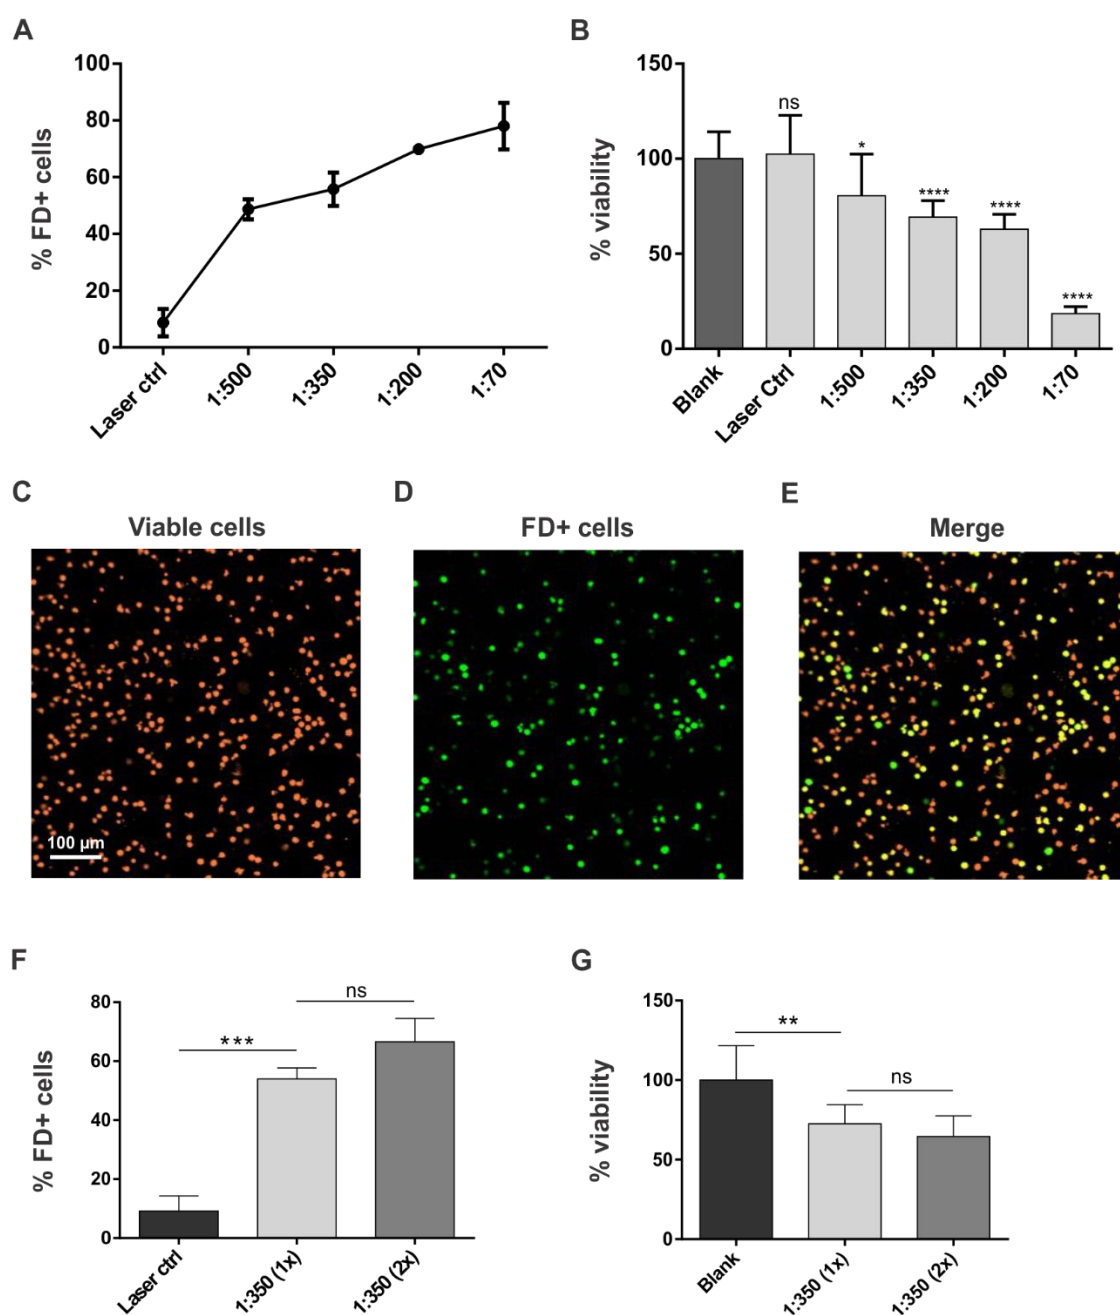 A
% FD+ cells
100
80
60
40
20
0
Laser ctrl
1:500
1:350
1:200
1:70
B
% viability
150
100
50
0
ns
*
****
****
****
Blank
Laser Ctrl
1:500
1:350
1:200
1:70
C
Viable cells
100 µm
D
FD+ cells
E
Merge
F
% FD+ cells
80
60
40
20
0
***
ns
Laser ctrl
1:350 (1x)
1:350 (2x)
G
% viability
150
100
50
0
**
ns
Blank
1:350 (1x)
1:350 (2x)